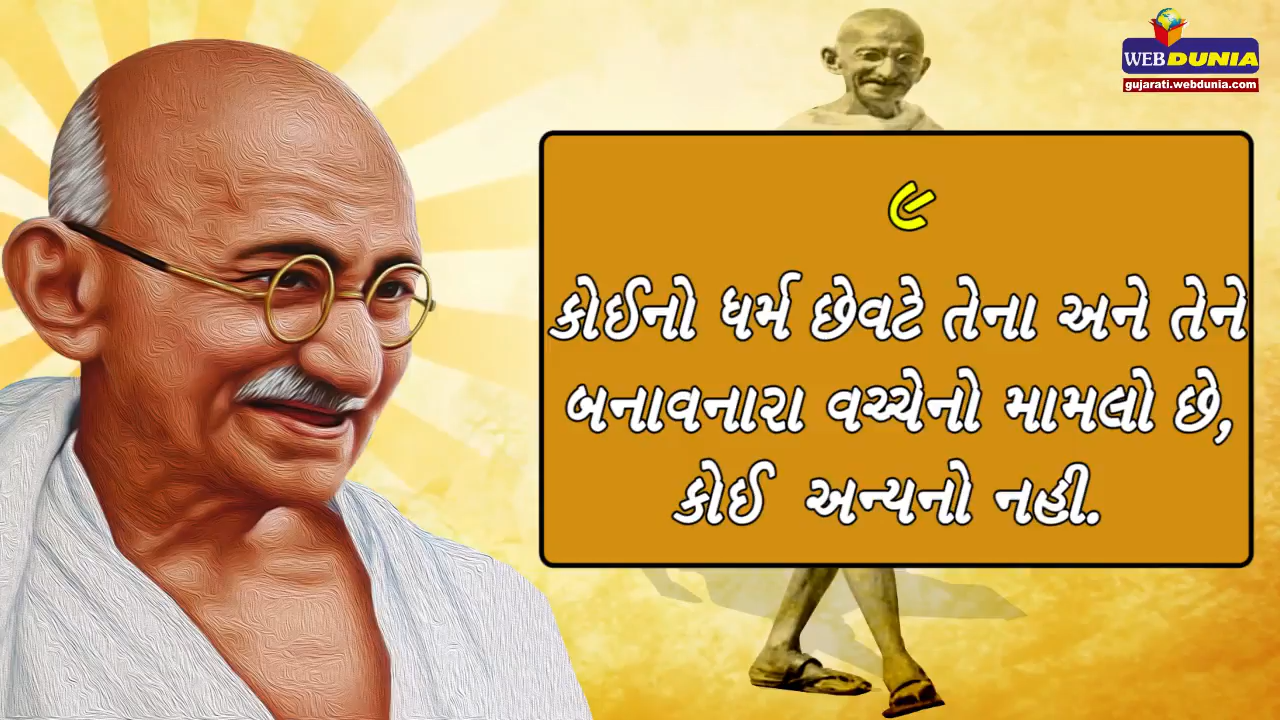 WEBDUNIA
gujarati.webdunia.com
૯
કોઈનો ધર્મ છેવટે તેના અને તેને
બનાવનારા વચ્ચેનો મામલો છે,
કોઈ અન્યનો નહી.